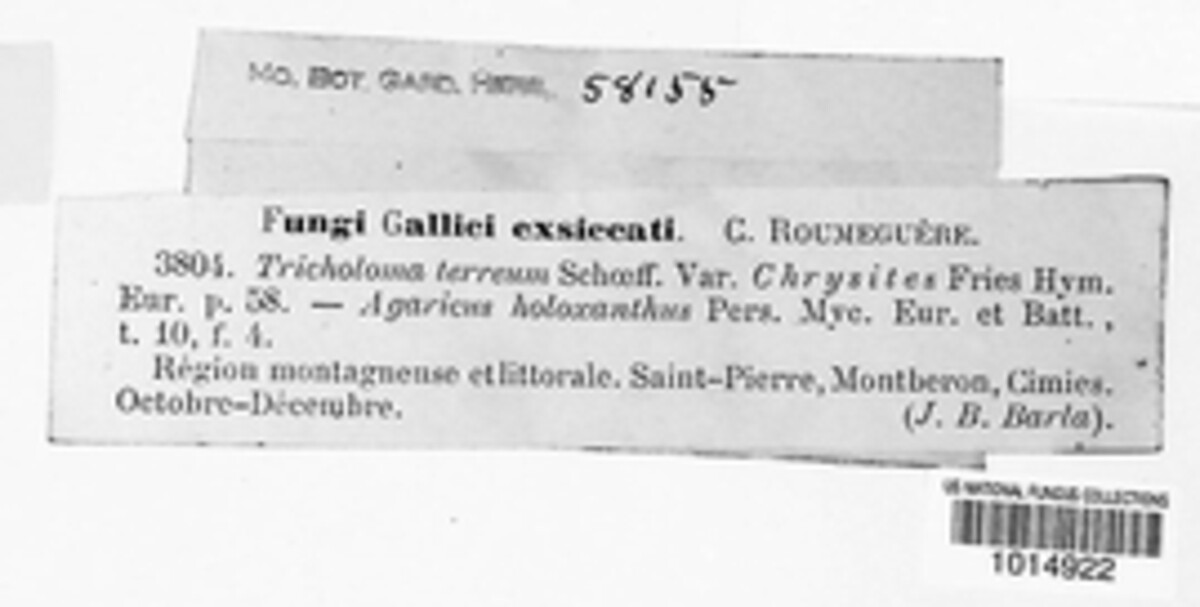 MO. BOT. GARD. HERB. 58155
Fungi Gallici exsiccati. C. ROUMEGUÈRE.
3804. Tricholoma terreum Schœff. Var. Chrysites Fries Hym.
Eur. p. 58. — Agaricus holoxanthus Pers. Myc. Eur. et Batt.,
t. 10, f. 4.
Région montagneuse et littorale. Saint-Pierre, Montberon, Cimies.
Octobre-Décembre. (J. B. Barla).
US NATIONAL FUNGUS COLLECTIONS
1014922